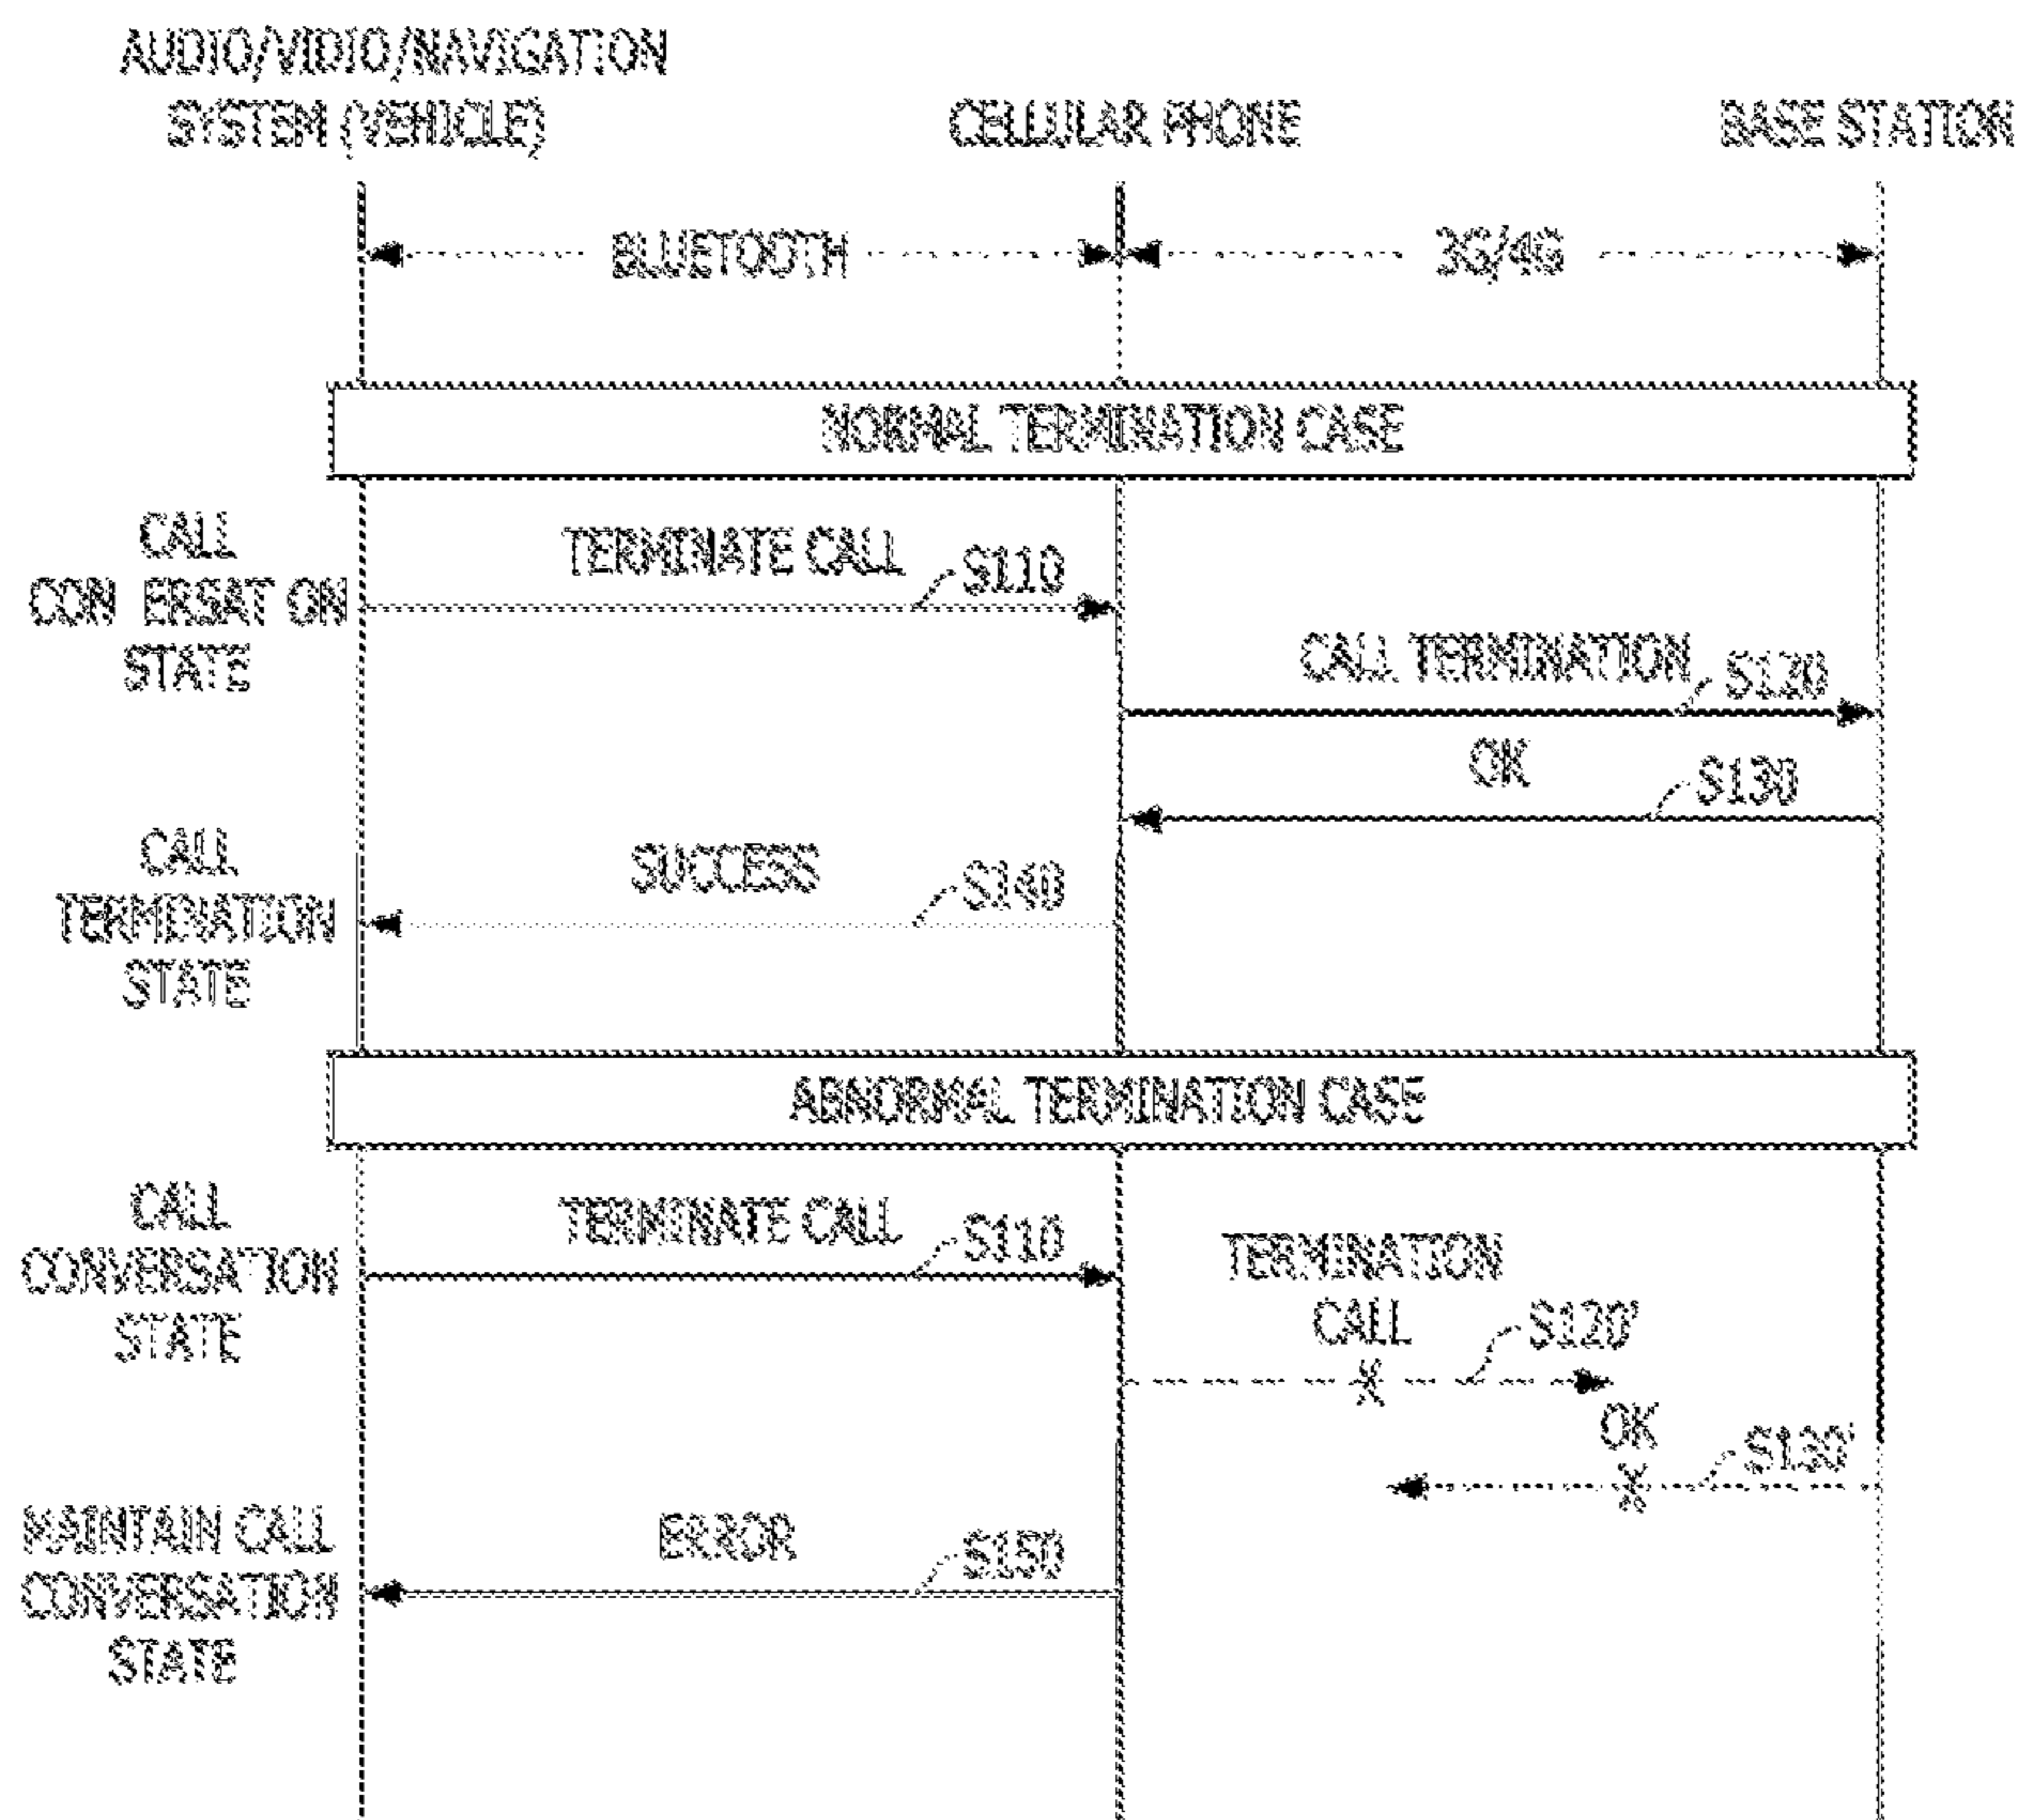 AUDIO/VIDIO/NAVIGATION
SYSTEM (VEHICLE)
CELLULAR PHONE
BASE STATION
BLUETOOTH
3G/4G
NORMAL TERMINATION CASE
CALL
CON ERSAT ON
STATE
TERMINATE CALL
S110
CALL TERMINATION
S120
OK
S130
CALL
TERMINATION
STATE
SUCCESS
S140
ABNORMAL TERMINATION CASE
CALL
CONVERSATION
STATE
TERMINATE CALL
S110
TERMINATION
CALL
S120'
OK
S130'
MAINTAIN CALL
CONVERSATION
STATE
ERROR
S150